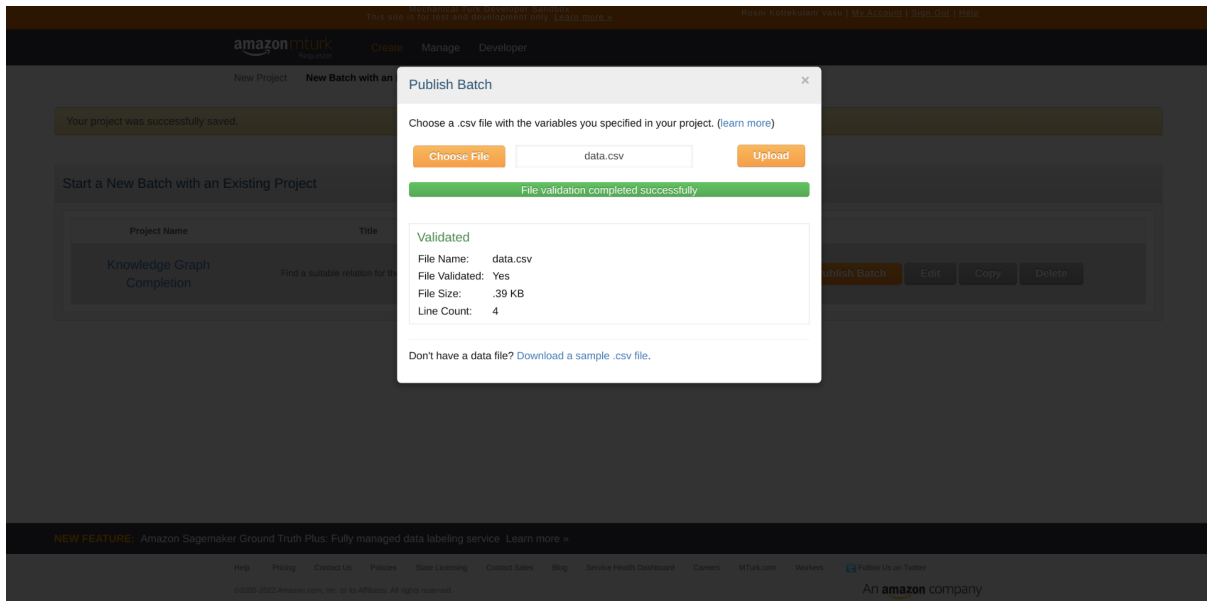 Mechanical Turk Developer Sandbox
This site is for test and development only. Learn more »
My Account | Sign Out | Help
amazon mturk
Requester
Create Manage Developer
New Project New Batch with an
Your project was successfully saved.
Publish Batch ×
Choose a .csv file with the variables you specified in your project. (learn more)
Choose File data.csv Upload
File validation completed successfully
Start a New Batch with an Existing Project
Validated
File Name: data.csv
File Validated: Yes
File Size: .39 KB
Line Count: 4
Don't have a data file? Download a sample .csv file.
Project Name Title
Knowledge Graph
Completion
Find a suitable relation for the
ublish Batch Edit Copy Delete
NEW FEATURE: Amazon Sagemaker Ground Truth Plus: Fully managed data labeling service Learn more »
Help Pricing Contact Us Policies State Licensing Contact Sales Blog Service Health Dashboard Careers MTurk.com Workers Follow Us on Twitter
An amazon company